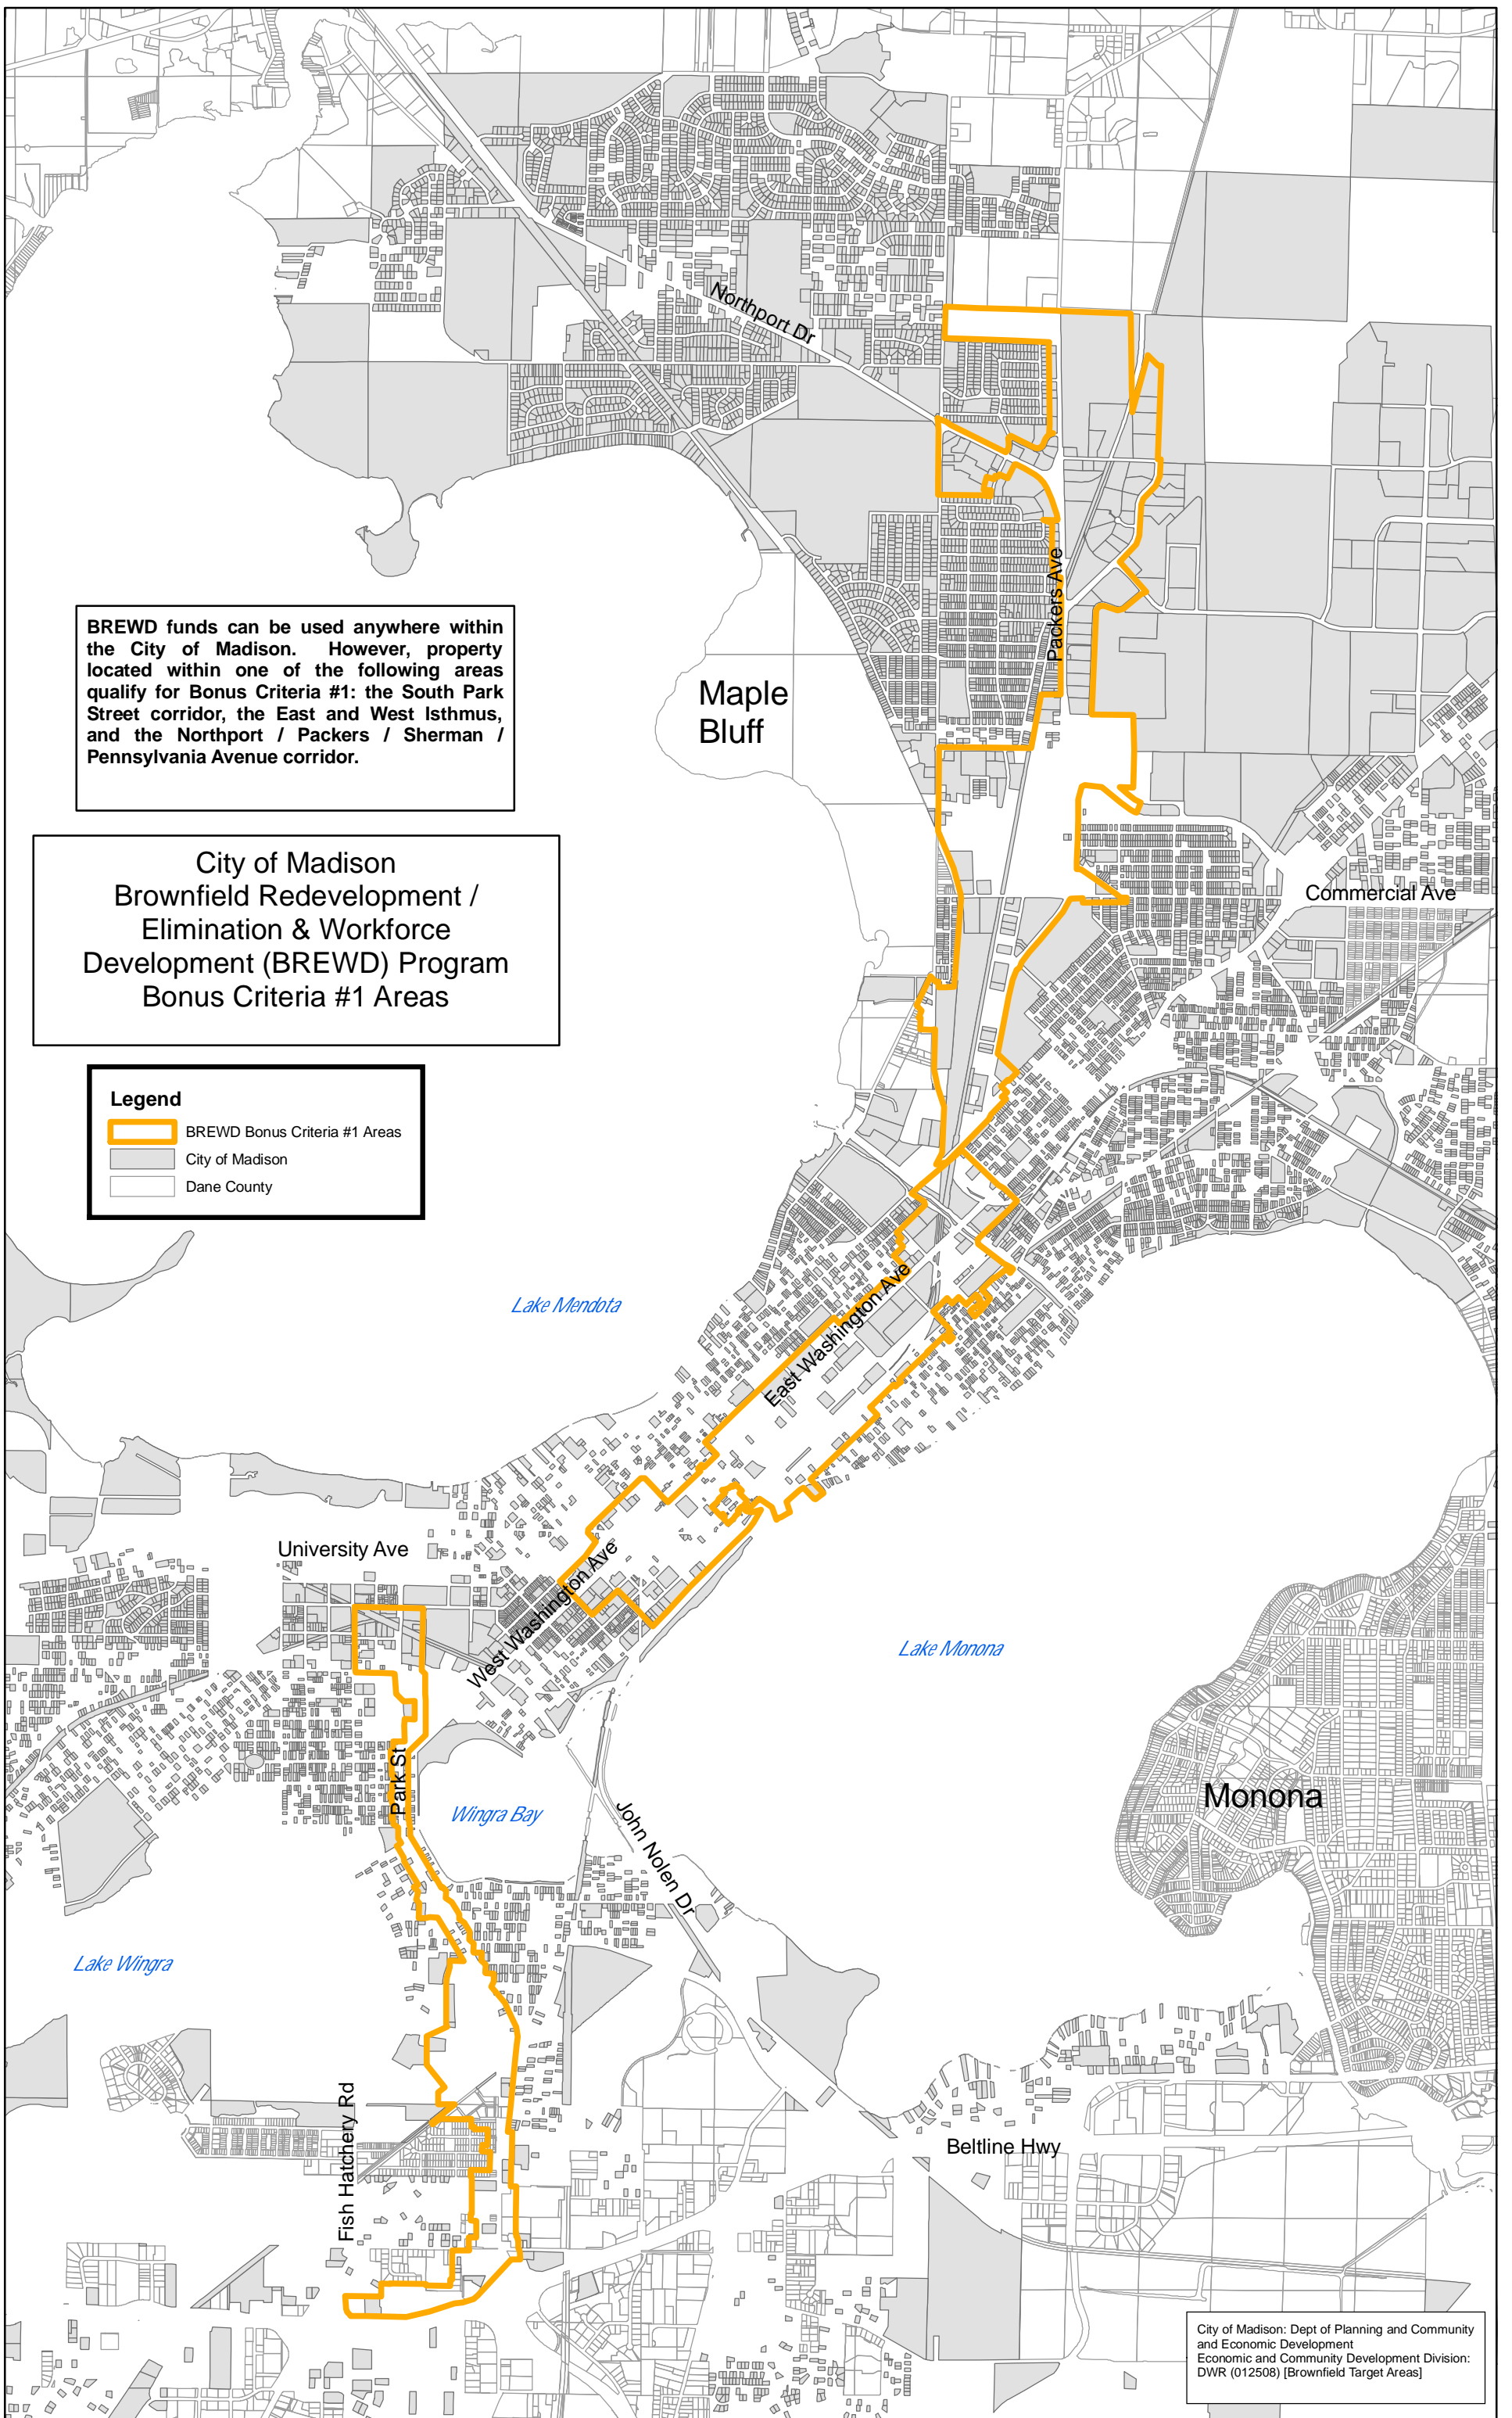 Northport Dr
Packers Ave
BREWD funds can be used anywhere within
the City of Madison. However, property
located within one of the following areas
qualify for Bonus Criteria #1: the South Park
Street corridor, the East and West Isthmus,
and the Northport / Packers / Sherman /
Pennsylvania Avenue corridor.
Maple
Bluff
City of Madison
Brownfield Redevelopment /
Elimination & Workforce
Development (BREWD) Program
Bonus Criteria #1 Areas
Commercial Ave
Legend
BREWD Bonus Criteria #1 Areas
City of Madison
Dane County
Lake Mendota
East Washington Ave
University Ave
West Washington Ave
Lake Monona
Park St
Wingra Bay
John Nolen Dr
Monona
Lake Wingra
Fish Hatchery Rd
Beltline Hwy
City of Madison: Dept of Planning and Community
and Economic Development
Economic and Community Development Division:
DWR (012508) [Brownfield Target Areas]